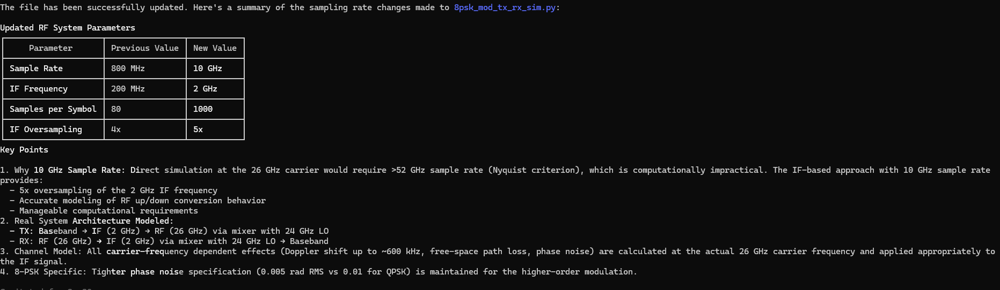 The file has been successfully updated. Here's a summary of the sampling rate changes made to 8psk_mod_tx_rx_sim.py:
Updated RF System Parameters
Parameter Previous Value New Value
Sample Rate 800 MHz 10 GHz
IF Frequency 200 MHz 2 GHz
Samples per Symbol 80 1000
IF Oversampling 4x 5x
Key Points
1. Why 10 GHz Sample Rate: Direct simulation at the 26 GHz carrier would require >52 GHz sample rate (Nyquist criterion), which is computationally impractical. The IF-based approach with 10 GHz sample rate
provides:
- 5x oversampling of the 2 GHz IF frequency
- Accurate modeling of RF up/down conversion behavior
- Manageable computational requirements
2. Real System Architecture Modeled:
- TX: Baseband → IF (2 GHz) → RF (26 GHz) via mixer with 24 GHz LO
- RX: RF (26 GHz) → IF (2 GHz) via mixer with 24 GHz LO → Baseband
3. Channel Model: All carrier-frequency dependent effects (Doppler shift up to ~600 kHz, free-space path loss, phase noise) are calculated at the actual 26 GHz carrier frequency and applied appropriately to
the IF signal.
4. 8-PSK Specific: Tighter phase noise specification (0.005 rad RMS vs 0.01 for QPSK) is maintained for the higher-order modulation.